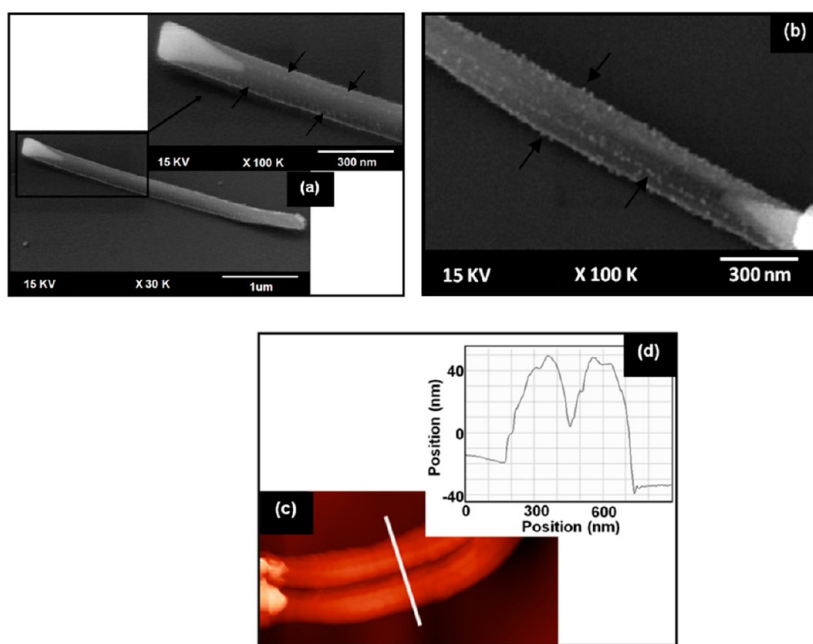 15 KV X 100 K 300 nm
(a)
15 KV X 30 K 1um
(b)
15 KV X 100 K 300 nm
(c)
(d)
Position (nm)
40
0
-40
0 300 600
Position (nm)